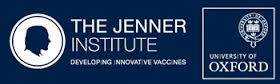 THE JENNER
INSTITUTE
DEVELOPING INNOVATIVE VACCINES
UNIVERSITY OF
OXFORD